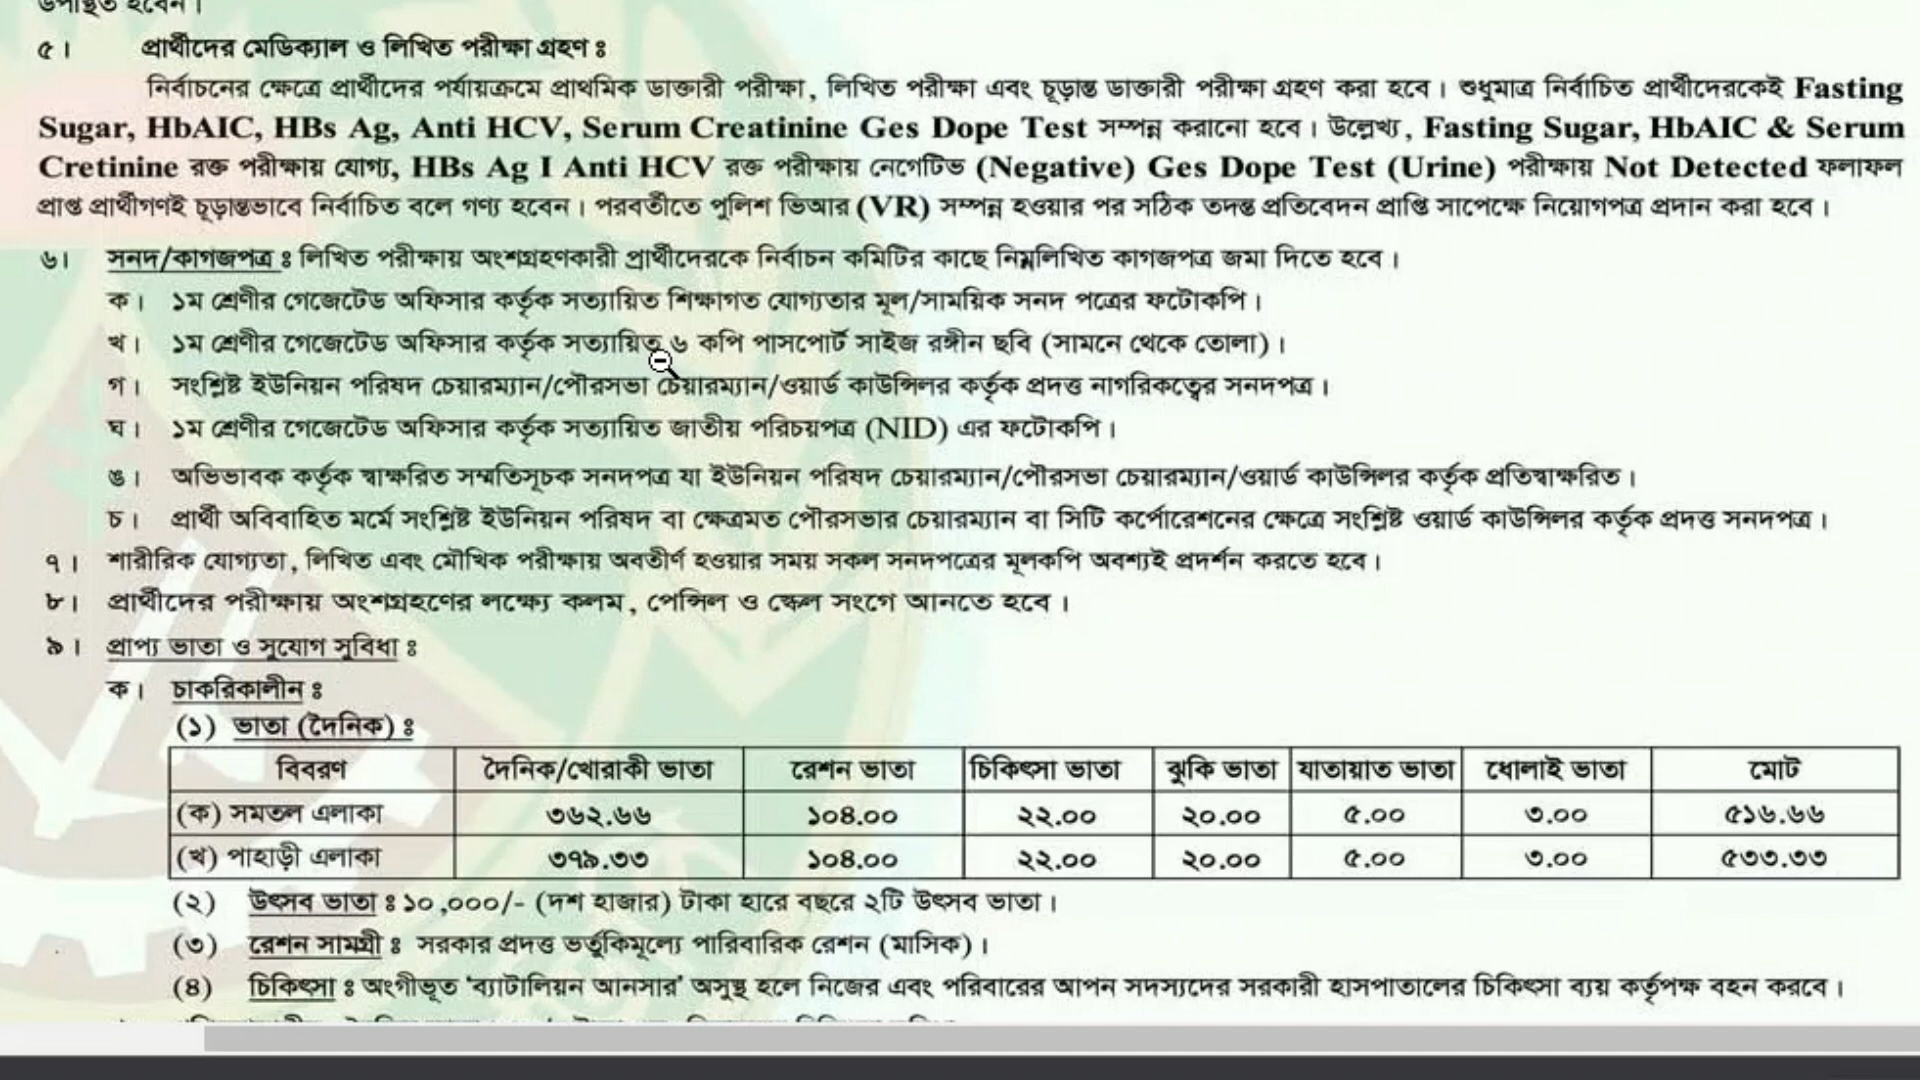 উপস্থিত হবেন।
৫। প্রার্থীদের মেডিক্যাল ও লিখিত পরীক্ষা গ্রহণ ঃ
নির্বাচনের ক্ষেত্রে প্রার্থীদের পর্যায়ক্রমে প্রাথমিক ডাক্তারী পরীক্ষা, লিখিত পরীক্ষা এবং চূড়ান্ত ডাক্তারী পরীক্ষা গ্রহণ করা হবে। শুধুমাত্র নির্বাচিত প্রার্থীদেরকেই Fasting
Sugar, HbAIC, HBs Ag, Anti HCV, Serum Creatinine Ges Dope Test সম্পন্ন করানো হবে। উল্লেখ্য, Fasting Sugar, HbAIC & Serum
Cretinine রক্ত পরীক্ষায় যোগ্য, HBs Ag I Anti HCV রক্ত পরীক্ষায় নেগেটিভ (Negative) Ges Dope Test (Urine) পরীক্ষায় Not Detected ফলাফল
প্রাপ্ত প্রার্থীগণই চূড়ান্তভাবে নির্বাচিত বলে গণ্য হবেন। পরবর্তীতে পুলিশ ভিআর (VR) সম্পন্ন হওয়ার পর সঠিক তদন্ত প্রতিবেদন প্রাপ্তি সাপেক্ষে নিয়োগপত্র প্রদান করা হবে।
৬। সনদ/কাগজপত্র ঃ লিখিত পরীক্ষায় অংশগ্রহণকারী প্রার্থীদেরকে নির্বাচন কমিটির কাছে নিম্নলিখিত কাগজপত্র জমা দিতে হবে।
ক। ১ম শ্রেণীর গেজেটেড অফিসার কর্তৃক সত্যায়িত শিক্ষাগত যোগ্যতার মূল/সাময়িক সনদ পত্রের ফটোকপি।
খ। ১ম শ্রেণীর গেজেটেড অফিসার কর্তৃক সত্যায়িত ৬ কপি পাসপোর্ট সাইজ রঙ্গীন ছবি (সামনে থেকে তোলা)।
গ। সংশ্লিষ্ট ইউনিয়ন পরিষদ চেয়ারম্যান/পৌরসভা চেয়ারম্যান/ওয়ার্ড কাউন্সিলর কর্তৃক প্রদত্ত নাগরিকত্বের সনদপত্র।
ঘ। ১ম শ্রেণীর গেজেটেড অফিসার কর্তৃক সত্যায়িত জাতীয় পরিচয়পত্র (NID) এর ফটোকপি।
ঙ। অভিভাবক কর্তৃক স্বাক্ষরিত সম্মতিসূচক সনদপত্র যা ইউনিয়ন পরিষদ চেয়ারম্যান/পৌরসভা চেয়ারম্যান/ওয়ার্ড কাউন্সিলর কর্তৃক প্রতিস্বাক্ষরিত।
চ। প্রার্থী অবিবাহিত মর্মে সংশ্লিষ্ট ইউনিয়ন পরিষদ বা ক্ষেত্রমত পৌরসভার চেয়ারম্যান বা সিটি কর্পোরেশনের ক্ষেত্রে সংশ্লিষ্ট ওয়ার্ড কাউন্সিলর কর্তৃক প্রদত্ত সনদপত্র।
৭। শারীরিক যোগ্যতা, লিখিত এবং মৌখিক পরীক্ষায় অবতীর্ণ হওয়ার সময় সকল সনদপত্রের মূলকপি অবশ্যই প্রদর্শন করতে হবে।
৮। প্রার্থীদের পরীক্ষায় অংশগ্রহণের লক্ষ্যে কলম, পেন্সিল ও স্কেল সংগে আনতে হবে।
৯। প্রাপ্য ভাতা ও সুযোগ সুবিধা ঃ
ক। চাকরিকালীন ঃ
(১) ভাতা (দৈনিক) ঃ
বিবরণ দৈনিক/খোরাকী ভাতা রেশন ভাতা চিকিৎসা ভাতা ঝুকি ভাতা যাতায়াত ভাতা ধোলাই ভাতা মোট
(ক) সমতল এলাকা ৩৬২.৬৬ ১০৪.০০ ২২.০০ ২০.০০ ৫.০০ ৩.০০ ৫১৬.৬৬
(খ) পাহাড়ী এলাকা ৩৭৯.৩৩ ১০৪.০০ ২২.০০ ২০.০০ ৫.০০ ৩.০০ ৫৩৩.৩৩
(২) উৎসব ভাতা ঃ ১০,০০০/- (দশ হাজার) টাকা হারে বছরে ২টি উৎসব ভাতা।
(৩) রেশন সামগ্রী ঃ সরকার প্রদত্ত ভর্তুকিমূল্যে পারিবারিক রেশন (মাসিক)।
(৪) চিকিৎসা ঃ অংগীভূত 'ব্যাটালিয়ন আনসার' অসুস্থ হলে নিজের এবং পরিবারের আপন সদস্যদের সরকারী হাসপাতালের চিকিৎসা ব্যয় কর্তৃপক্ষ বহন করবে।